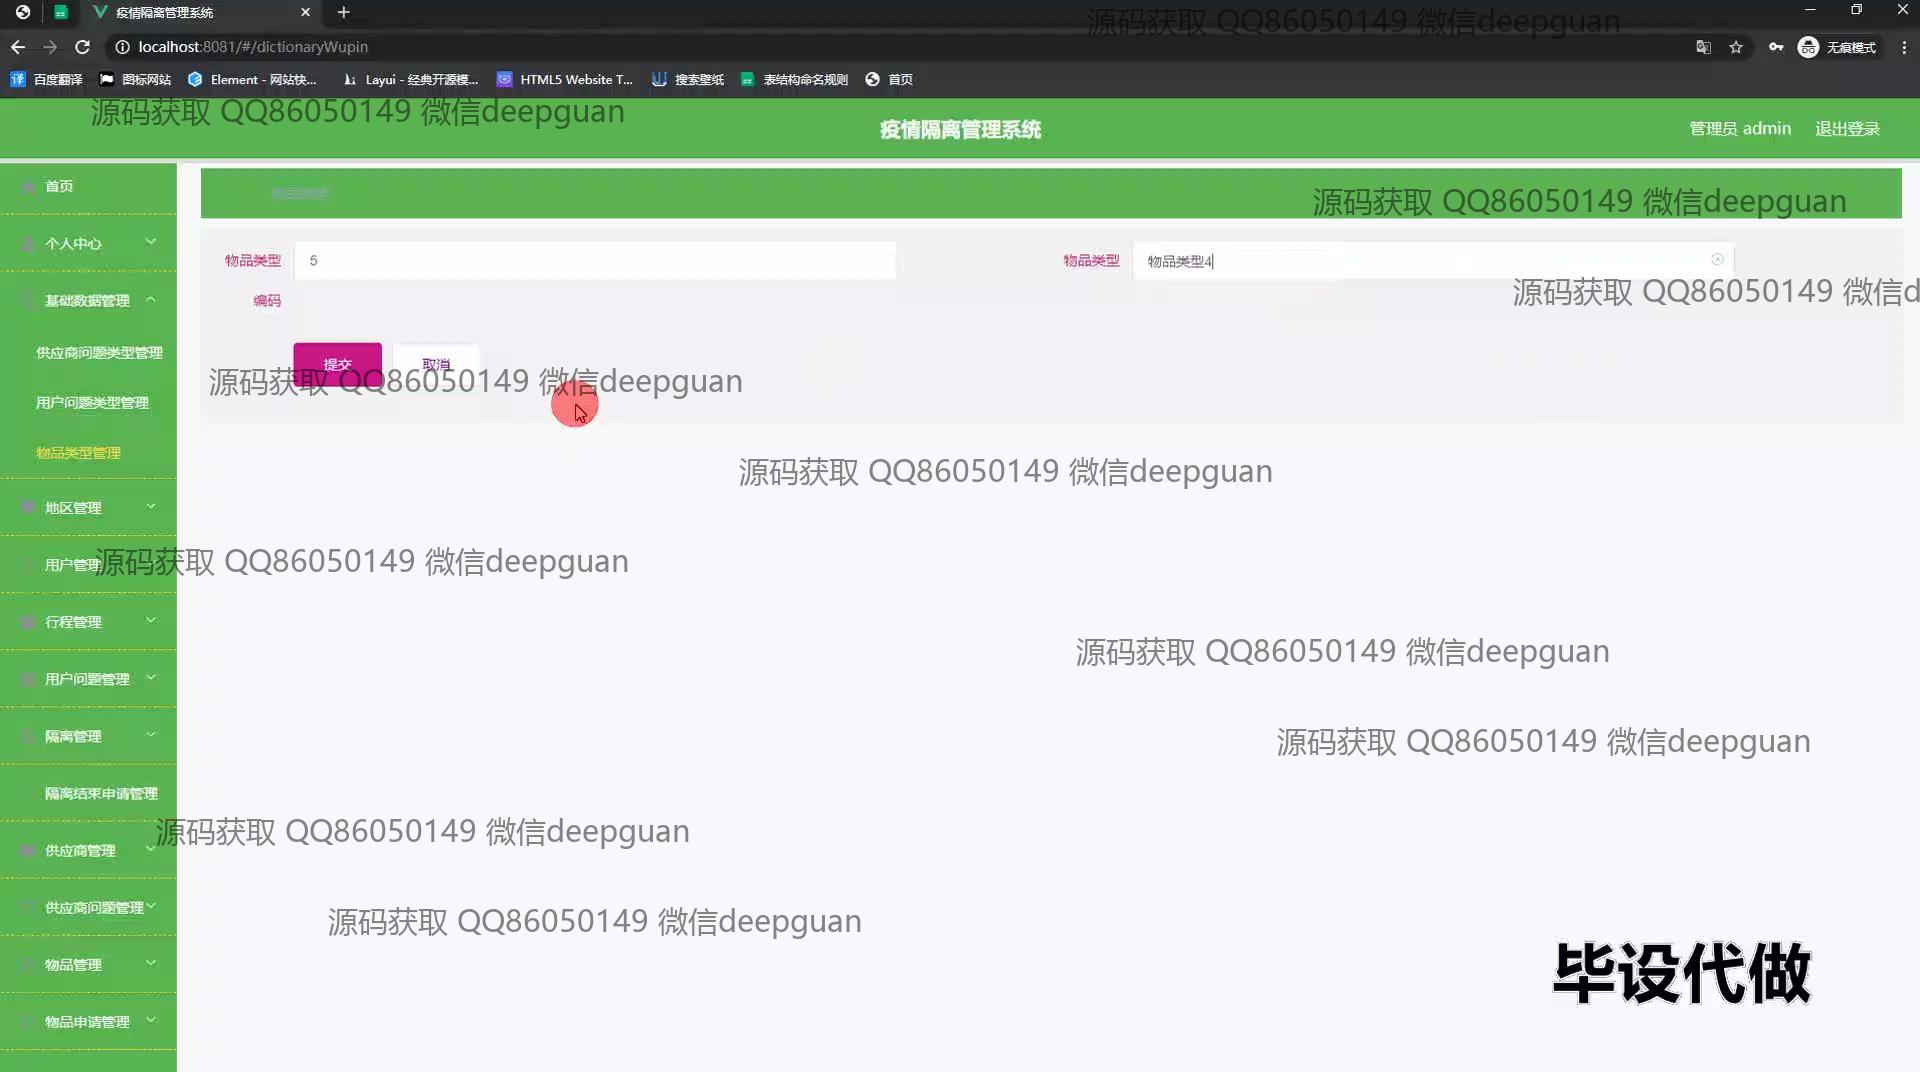 疫情隔离管理系统
localhost:8081/#/dictionaryWupin
无痕模式
百度翻译
图标网站
Element - 网站快...
Layui - 经典开源模...
HTML5 Website T...
搜索壁纸
表结构命名规则
首页
源码获取 QQ86050149 微信deepguan
源码获取 QQ86050149 微信deepguan
疫情隔离管理系统
管理员 admin
退出登录
源码获取 QQ86050149 微信deepguan
首页
个人中心
基础数据管理
供应商问题类型管理
用户问题类型管理
物品类型管理
地区管理
用户管理
行程管理
用户问题管理
隔离管理
隔离结束申请管理
供应商管理
供应商问题管理
物品管理
物品申请管理
物品类型
编码
5
物品类型
物品类型4
源码获取 QQ86050149 微信d
提交
取消
源码获取 QQ86050149 微信deepguan
源码获取 QQ86050149 微信deepguan
源码获取 QQ86050149 微信deepguan
源码获取 QQ86050149 微信deepguan
源码获取 QQ86050149 微信deepguan
源码获取 QQ86050149 微信deepguan
源码获取 QQ86050149 微信deepguan
毕设代做